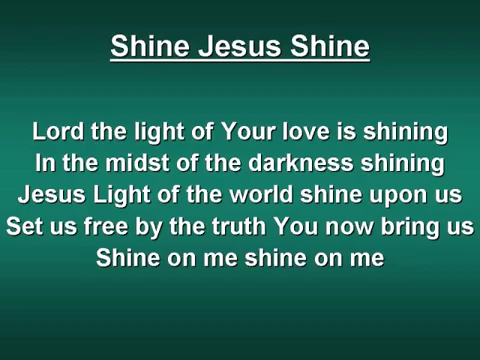 Shine Jesus Shine
Lord the light of Your love is shining
In the midst of the darkness shining
Jesus Light of the world shine upon us
Set us free by the truth You now bring us
Shine on me shine on me